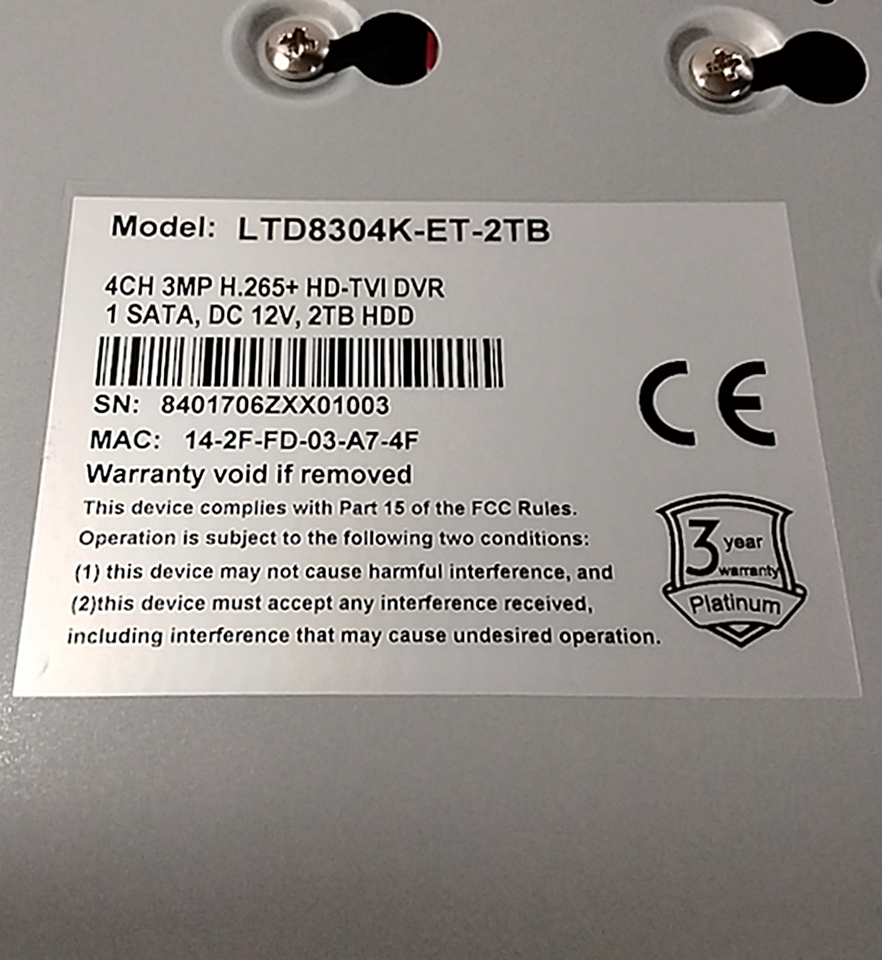 Model: LTD8304K-ET-2TB
4CH 3MP H.265+ HD-TVI DVR
1 SATA, DC 12V, 2TB HDD
SN: 8401706ZXX01003
MAC: 14-2F-FD-03-A7-4F
Warranty void if removed
This device complies with Part 15 of the FCC Rules.
Operation is subject to the following two conditions:
(1) this device may not cause harmful interference, and
(2)this device must accept any interference received,
including interference that may cause undesired operation.
CE
3 year
warranty
Platinum